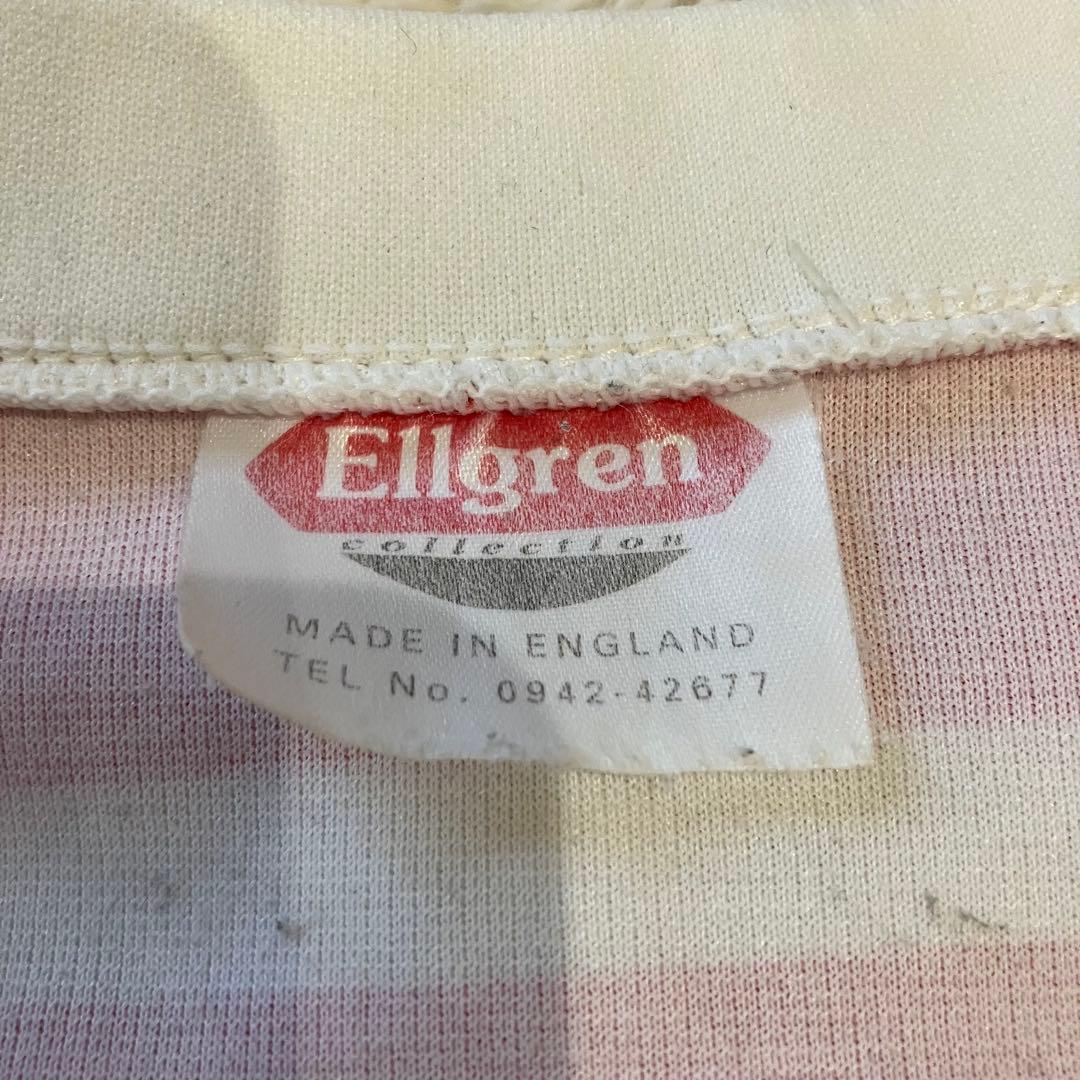 Ellgren
collection
MADE IN ENGLAND
TEL No. 0942-42677